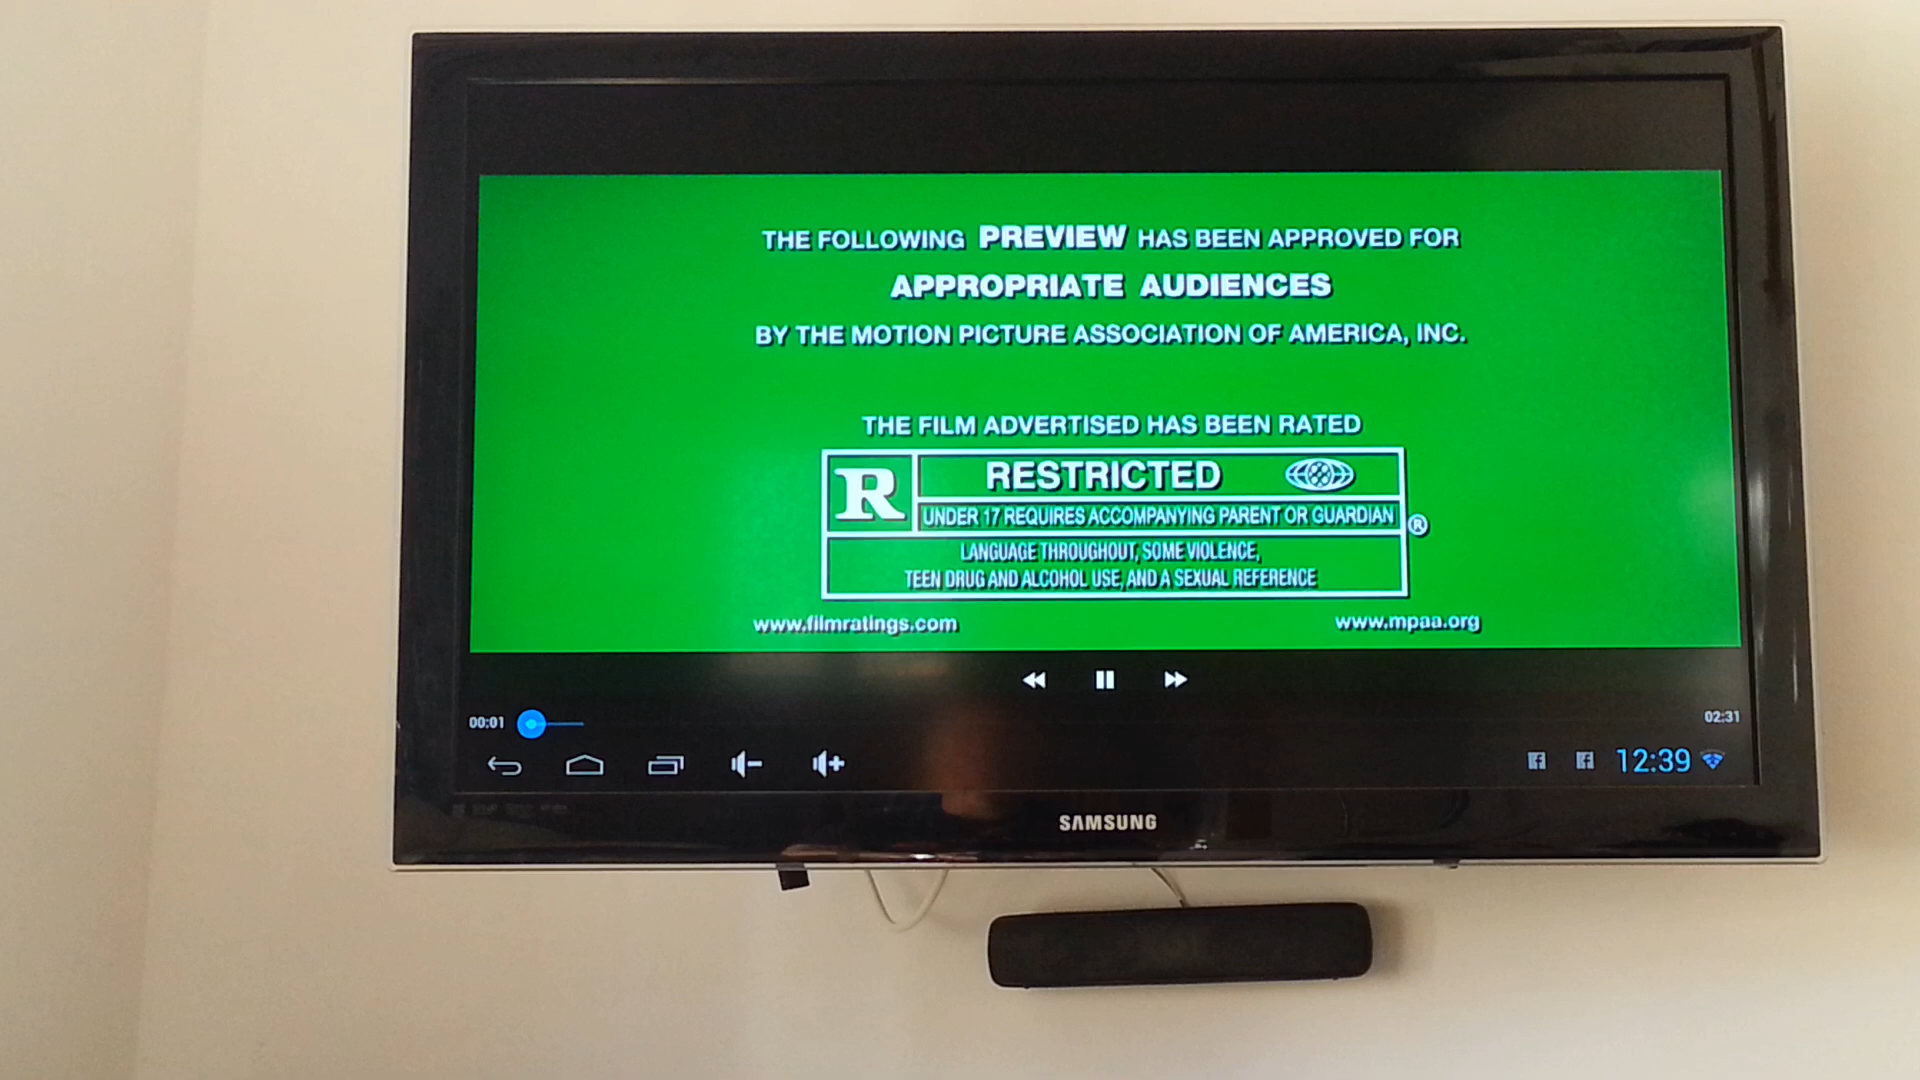 THE FOLLOWING PREVIEW HAS BEEN APPROVED FOR
APPROPRIATE AUDIENCES
BY THE MOTION PICTURE ASSOCIATION OF AMERICA, INC.
THE FILM ADVERTISED HAS BEEN RATED
R RESTRICTED
UNDER 17 REQUIRES ACCOMPANYING PARENT OR GUARDIAN ®
LANGUAGE THROUGHOUT, SOME VIOLENCE,
TEEN DRUG AND ALCOHOL USE, AND A SEXUAL REFERENCE
www.filmratings.com www.mpaa.org
00:01 02:31
12:39
SAMSUNG